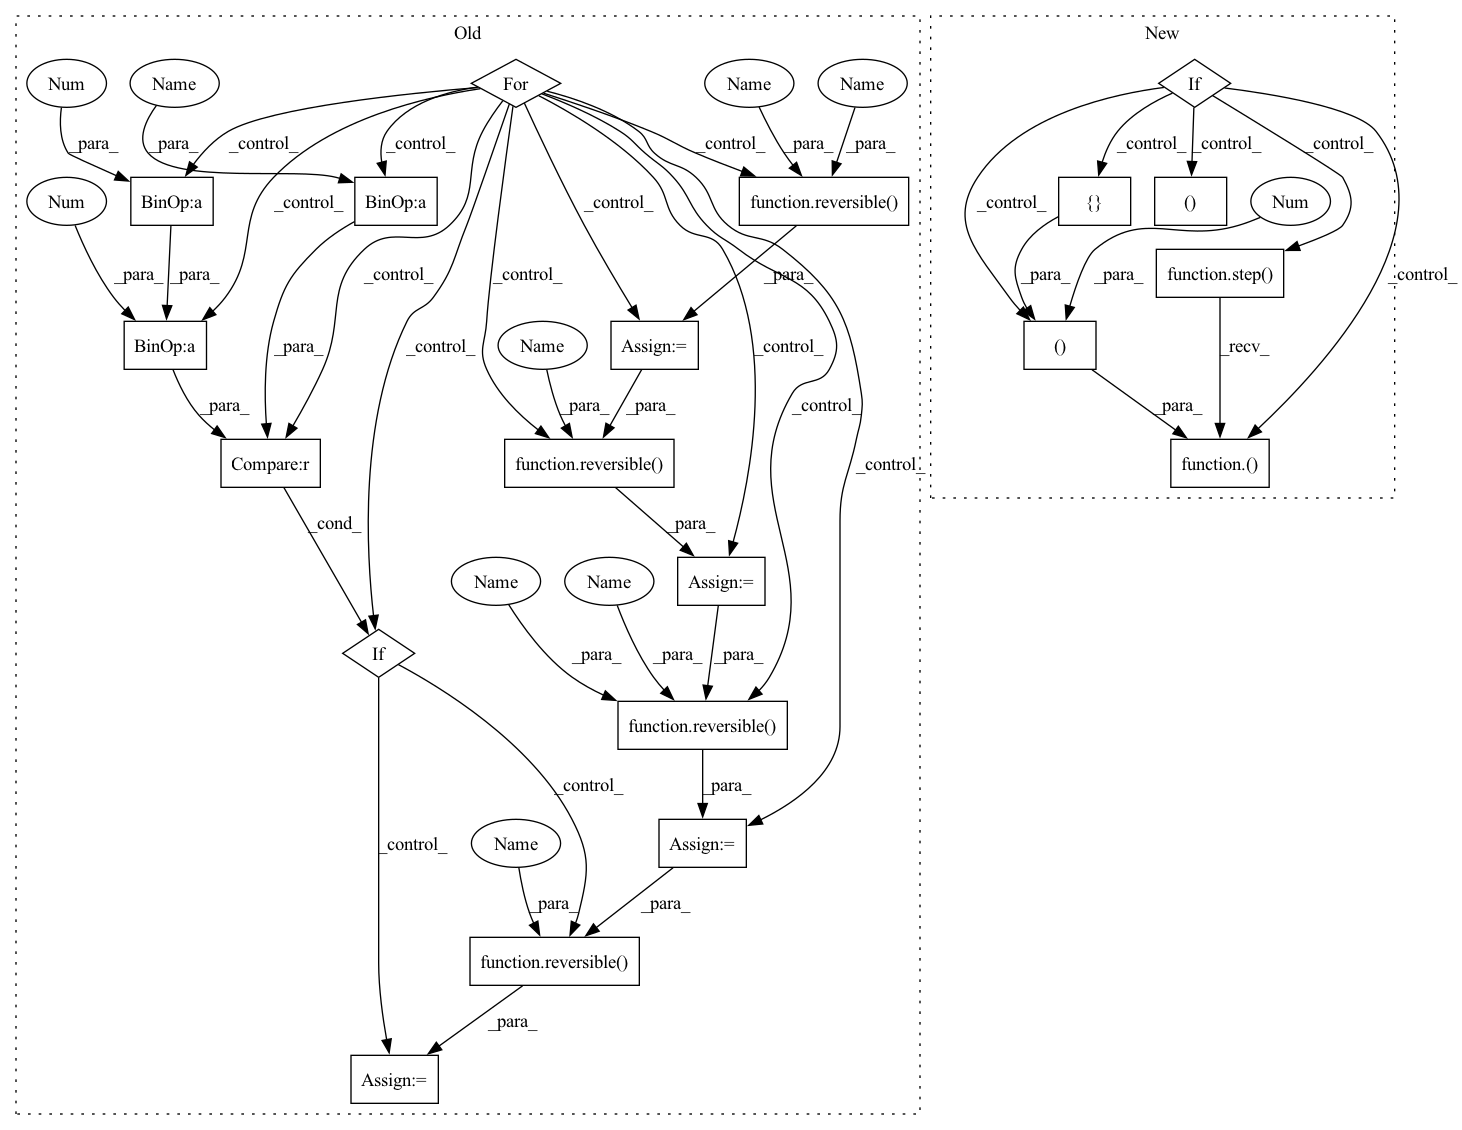 Old
New
For
If
Num
Name
Name
Name
_para_
_para_
_control_
_control_
_control_
_para_
_para_
_control_
_control_
_control_
BinOp:a
BinOp:a
function.reversible()
{}
()
Num
Num
_control_
_control_
_control_
function.step()
_para_
_para_
_para_
_control_
_control_
_para_
_para_
_para_
_control_
BinOp:a
Name
Assign:=
()
_control_
_control_
_recv_
_para_
_para_
_para_
_control_
_para_
Compare:r
function.reversible()
_control_
function.()
_cond_
_para_
Name
Name
Assign:=
If
_para_
_para_
_para_
function.reversible()
_control_
_para_
Name
Assign:=
_control_
_para_
_para_
function.reversible()
_para_
Assign:=